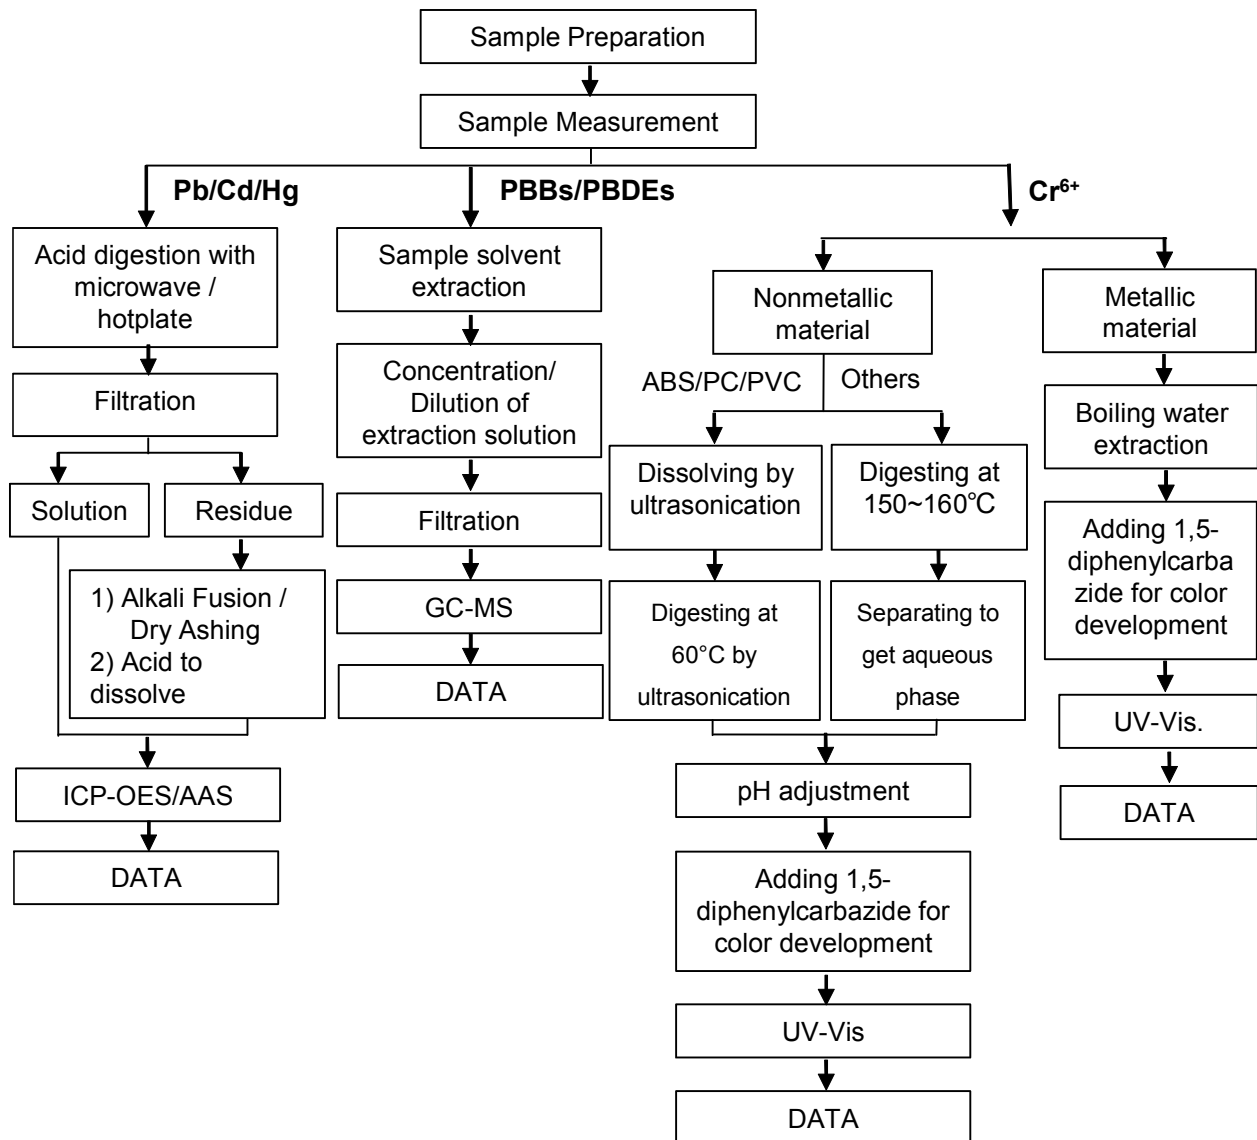 Sample Preparation
Sample Measurement
Pb/Cd/Hg
PBBs/PBDEs
Cr⁶⁺
Acid digestion with
microwave /
hotplate
Filtration
Solution
Residue
1) Alkali Fusion /
Dry Ashing
2) Acid to
dissolve
ICP-OES/AAS
DATA
Sample solvent
extraction
Concentration/
Dilution of
extraction solution
Filtration
GC-MS
DATA
Nonmetallic
material
ABS/PC/PVC
Others
Dissolving by
ultrasonication
Digesting at
60°C by
ultrasonication
Digesting at
150~160℃
Separating to
get aqueous
phase
pH adjustment
Adding 1,5-
diphenylcarbazide for
color development
UV-Vis
DATA
Metallic
material
Boiling water
extraction
Adding 1,5-
diphenylcarba
zide for color
development
UV-Vis.
DATA